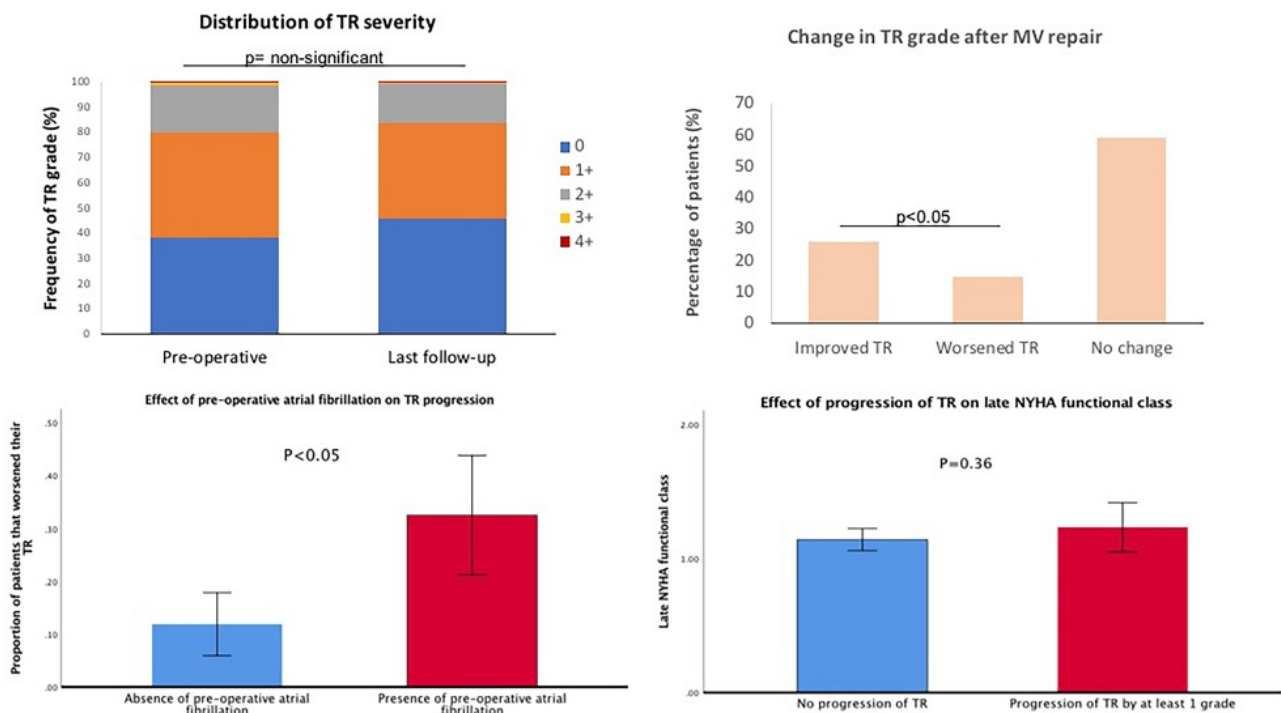 Distribution of TR severity
p= non-significant
Frequency of TR grade (%)
100
90
80
70
60
50
40
30
20
10
0
Pre-operative
Last follow-up
0
1+
2+
3+
4+
Change in TR grade after MV repair
Percentage of patients (%)
70
60
50
40
30
20
10
0
p<0.05
Improved TR
Worsened TR
No change
Effect of pre-operative atrial fibrillation on TR progression
Proportion of patients that worsened their
TR
.50
.40
.30
.20
.10
.00
P<0.05
Absence of pre-operative atrial
fibrillation
Presence of pre-operative atrial
fibrillation
Effect of progression of TR on late NYHA functional class
Late NYHA functional class
2.00
1.00
.00
P=0.36
No progression of TR
Progression of TR by at least 1 grade